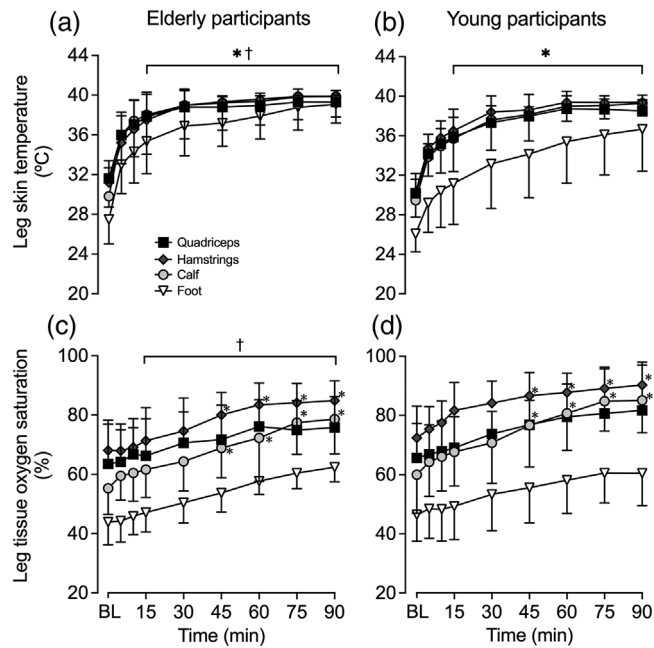 (a) Elderly participants
(b) Young participants
* †
*
Leg skin temperature
(ºC)
44
40
36
32
28
24
20
44
40
36
32
28
24
20
Quadriceps
Hamstrings
Calf
Foot
(c)
(d)
†
Leg tissue oxygen saturation
(%)
100
80
60
40
20
100
80
60
40
20
* * * *
* * * *
* * * *
* * * *
BL 15 30 45 60 75 90
BL 15 30 45 60 75 90
Time (min)
Time (min)